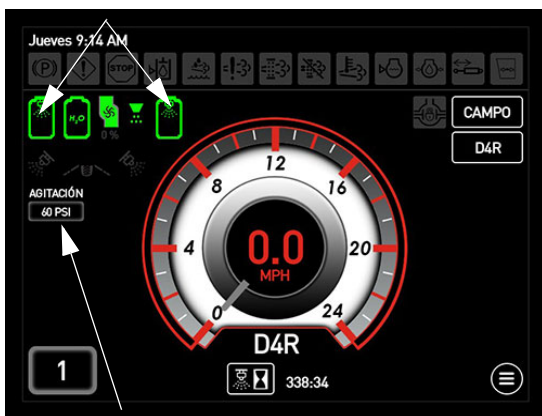 Jueves 9:14 AM
(P) ! STOP
H₂O
0 %
CAMPO
D4R
AGITACIÓN
60 PSI
0 4 8 12 16 20 24
0.0
MPH
D4R
1
338:34